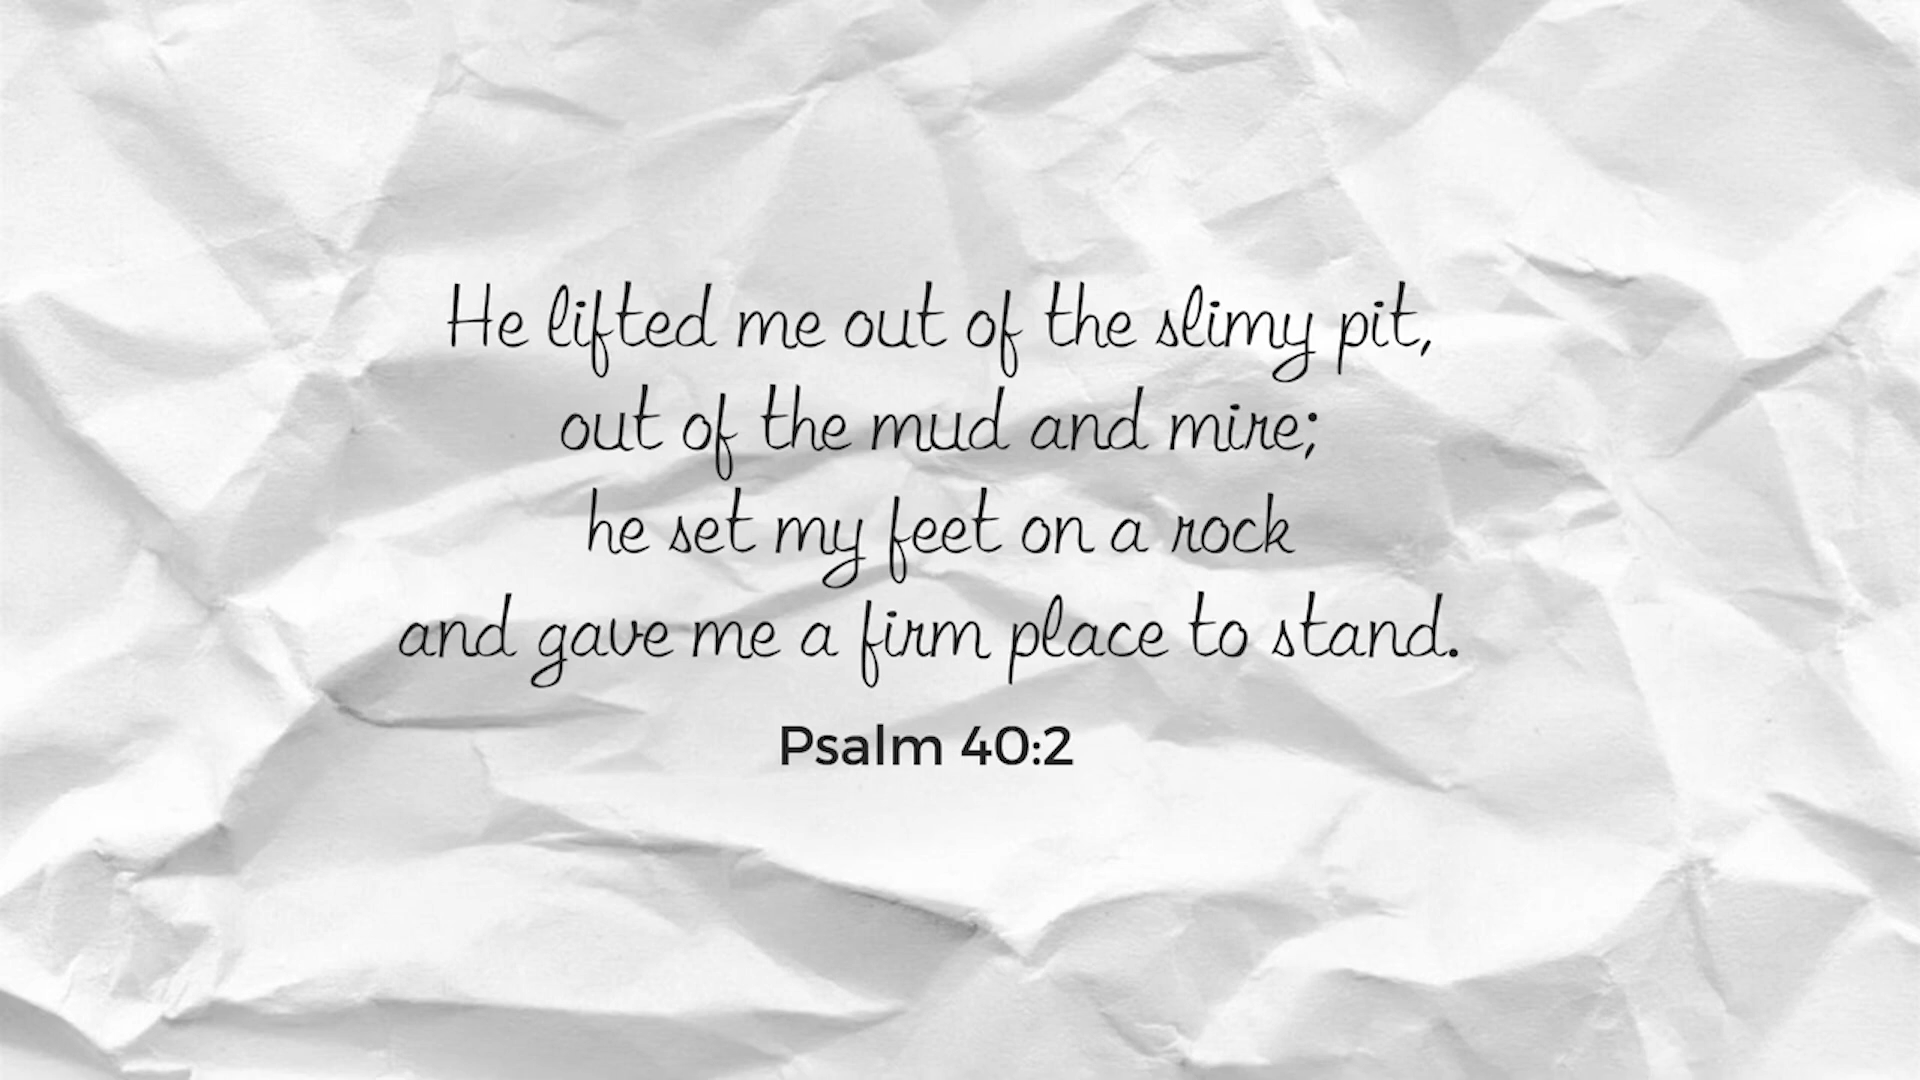 He lifted me out of the slimy pit,
out of the mud and mire;
he set my feet on a rock
and gave me a firm place to stand.
Psalm 40:2